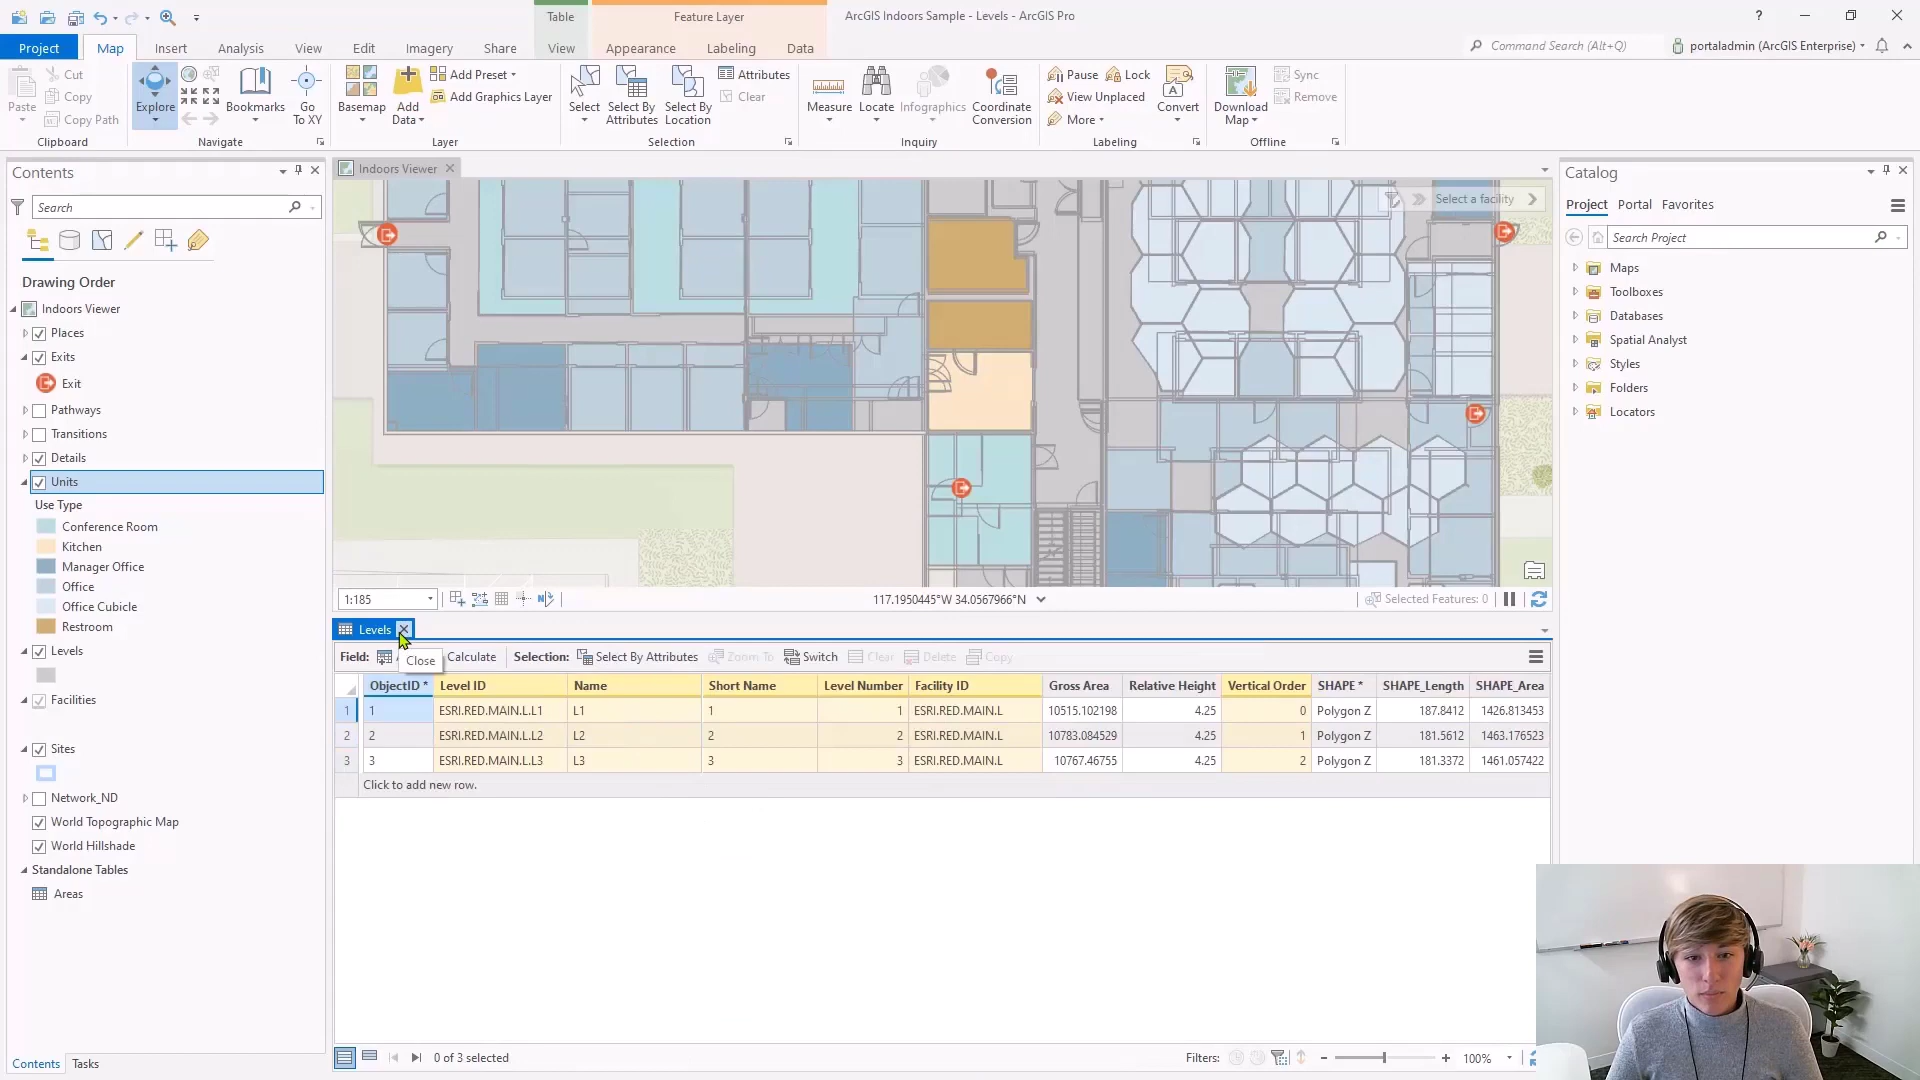 Table
Feature Layer
ArcGIS Indoors Sample - Levels - ArcGIS Pro
?
Project
Map
Insert
Analysis
View
Edit
Imagery
Share
View
Appearance
Labeling
Data
Command Search (Alt+Q)
portaladmin (ArcGIS Enterprise)
Paste
Cut
Copy
Copy Path
Clipboard
Explore
Bookmarks
Go To XY
Navigate
Basemap
Add Data
Add Preset
Add Graphics Layer
Layer
Select
Select By Attributes
Select By Location
Attributes
Clear
Selection
Measure
Locate
Infographics
Coordinate Conversion
Inquiry
Pause
Lock
View Unplaced
More
Convert
Labeling
Download Map
Sync
Remove
Offline
Contents
Search
Drawing Order
Indoors Viewer
Places
Exits
Exit
Pathways
Transitions
Details
Units
Use Type
Conference Room
Kitchen
Manager Office
Office
Office Cubicle
Restroom
Levels
Facilities
Sites
Network_ND
World Topographic Map
World Hillshade
Standalone Tables
Areas
Contents
Tasks
Indoors Viewer
Select a facility
1:185
117.1950445°W 34.0567966°N
Selected Features: 0
Levels
Close
Field:
Calculate
Selection:
Select By Attributes
Zoom To
Switch
Clear
Delete
Copy
ObjectID * Level ID Name Short Name Level Number Facility ID Gross Area Relative Height Vertical Order SHAPE * SHAPE_Length SHAPE_Area
1 1 ESRI.RED.MAIN.L.L1 L1 1 1 ESRI.RED.MAIN.L 10515.102198 4.25 0 Polygon Z 187.8412 1426.813453
2 2 ESRI.RED.MAIN.L.L2 L2 2 2 ESRI.RED.MAIN.L 10783.084529 4.25 1 Polygon Z 181.5612 1463.176523
3 3 ESRI.RED.MAIN.L.L3 L3 3 3 ESRI.RED.MAIN.L 10767.46755 4.25 2 Polygon Z 181.3372 1461.057422
Click to add new row.
0 of 3 selected
Filters:
100%
Catalog
Project
Portal
Favorites
Search Project
Maps
Toolboxes
Databases
Spatial Analyst
Styles
Folders
Locators